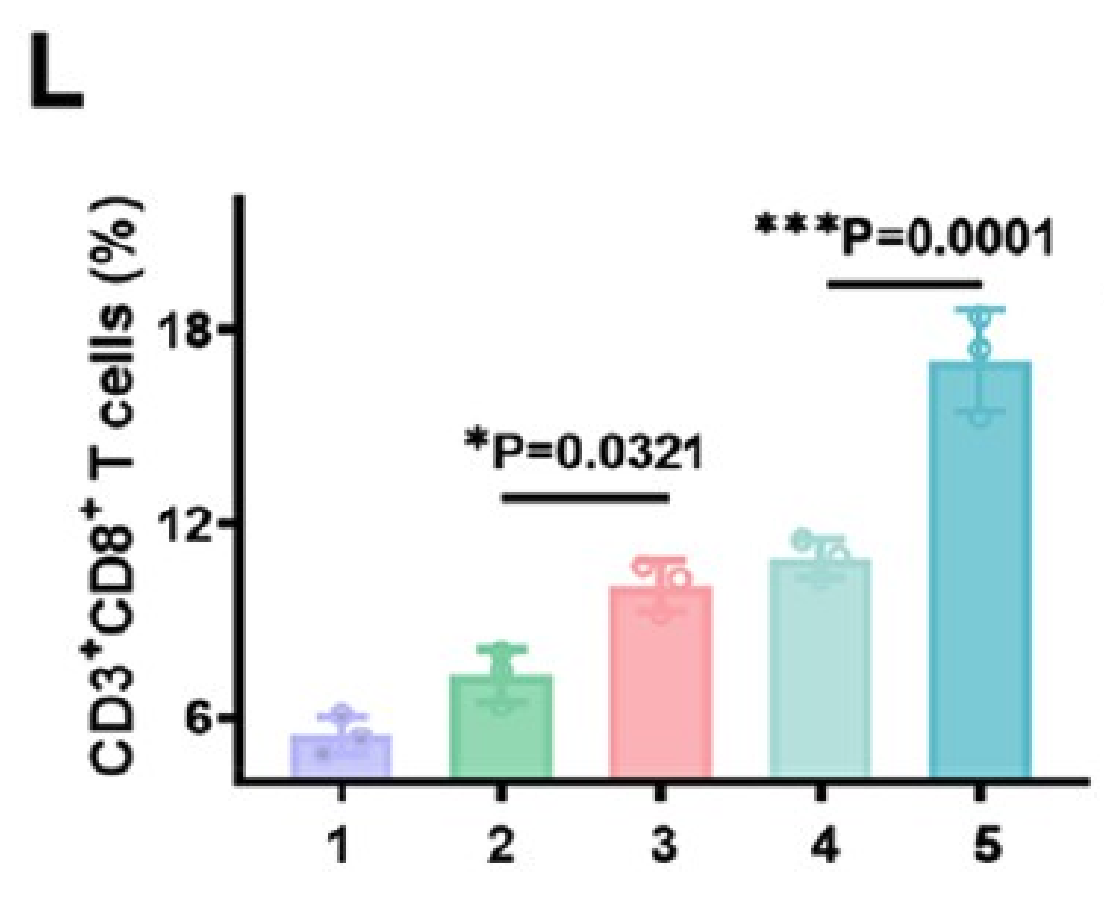 L
CD3⁺CD8⁺ T cells (%)
18
12
6
***P=0.0001
*P=0.0321
1 2 3 4 5